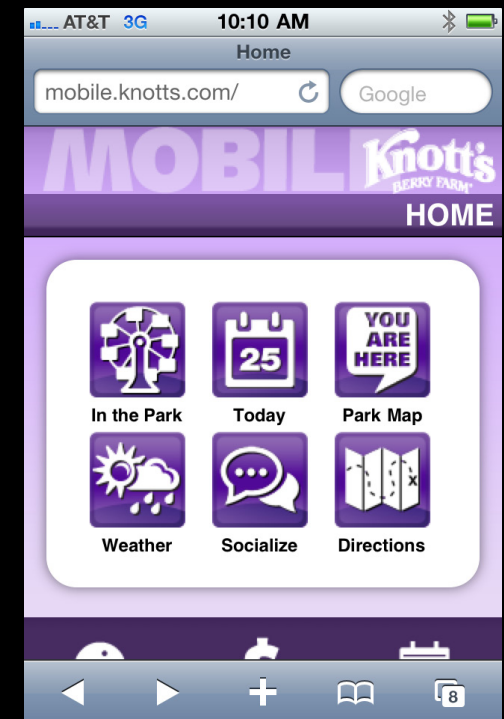 AT&T 3G 10:10 AM
Home
mobile.knotts.com/ Google
MOBIL Knott's
BERRY FARM
HOME
25
YOU
ARE
HERE
In the Park Today Park Map
x
Weather Socialize Directions
8